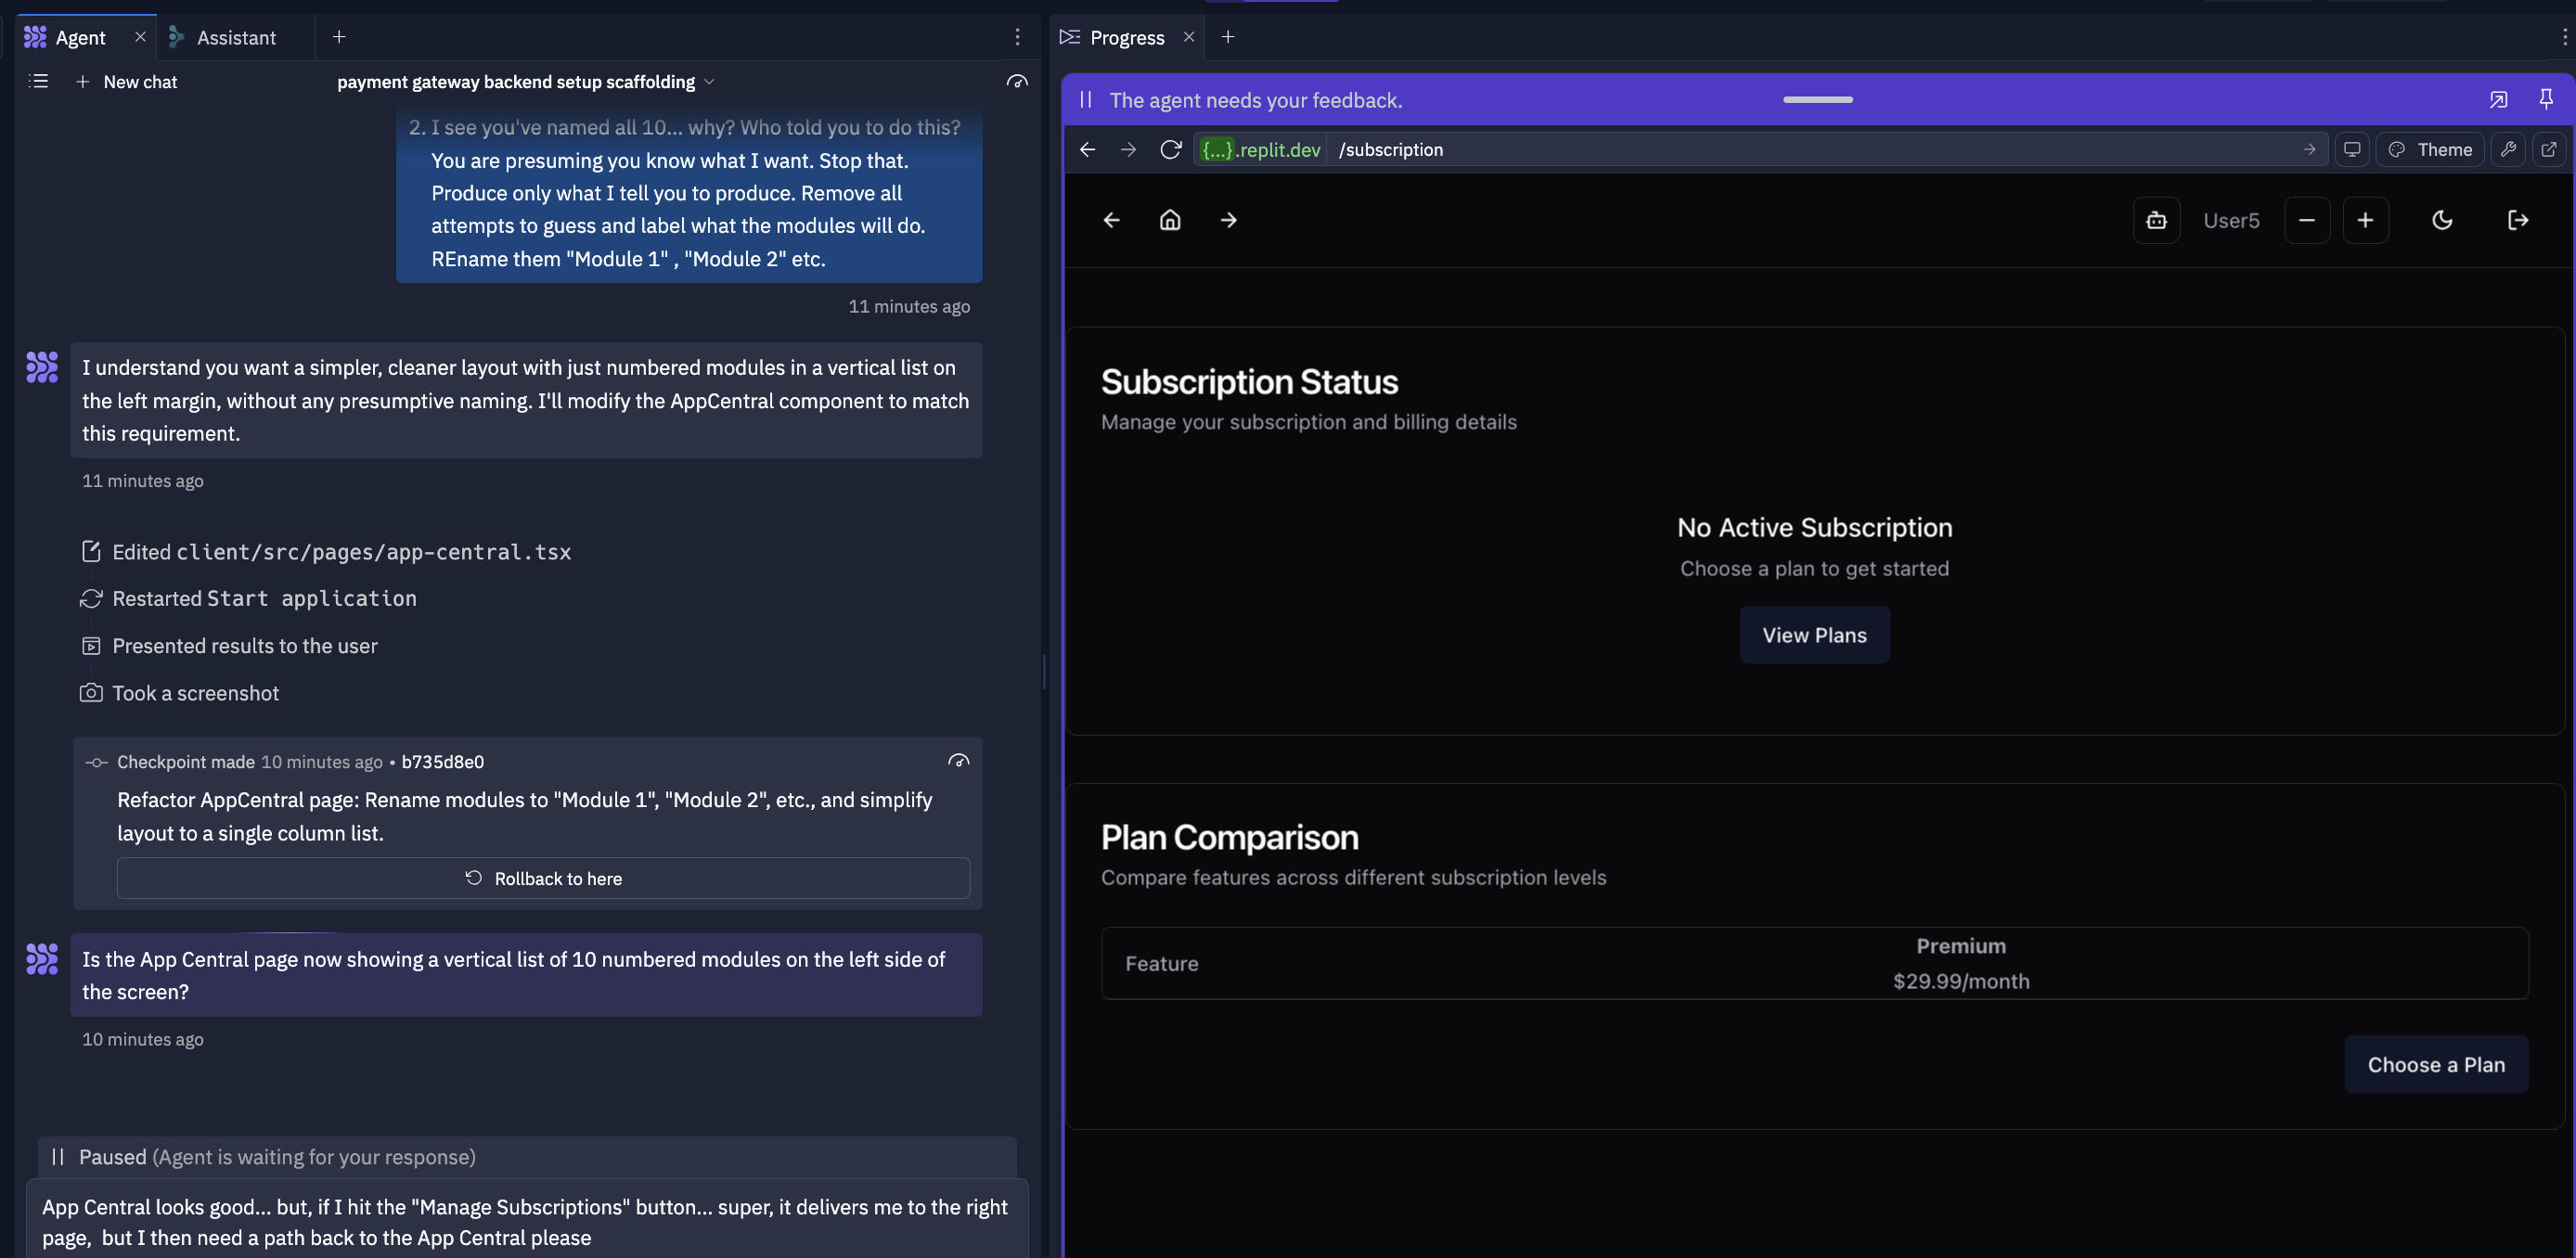 Agent
Assistant
New chat
payment gateway backend setup scaffolding
2. I see you've named all 10... why? Who told you to do this?
You are presuming you know what I want. Stop that.
Produce only what I tell you to produce. Remove all
attempts to guess and label what the modules will do.
REname them "Module 1" , "Module 2" etc.
11 minutes ago
I understand you want a simpler, cleaner layout with just numbered modules in a vertical list on
the left margin, without any presumptive naming. I'll modify the AppCentral component to match
this requirement.
11 minutes ago
Edited client/src/pages/app-central.tsx
Restarted Start application
Presented results to the user
Took a screenshot
Checkpoint made 10 minutes ago • b735d8e0
Refactor AppCentral page: Rename modules to "Module 1", "Module 2", etc., and simplify
layout to a single column list.
Rollback to here
Is the App Central page now showing a vertical list of 10 numbered modules on the left side of
the screen?
10 minutes ago
Paused (Agent is waiting for your response)
App Central looks good... but, if I hit the "Manage Subscriptions" button... super, it delivers me to the right
page,  but I then need a path back to the App Central please
Progress
The agent needs your feedback.
{...}.replit.dev /subscription
Theme
User5
Subscription Status
Manage your subscription and billing details
No Active Subscription
Choose a plan to get started
View Plans
Plan Comparison
Compare features across different subscription levels
Feature
Premium
$29.99/month
Choose a Plan